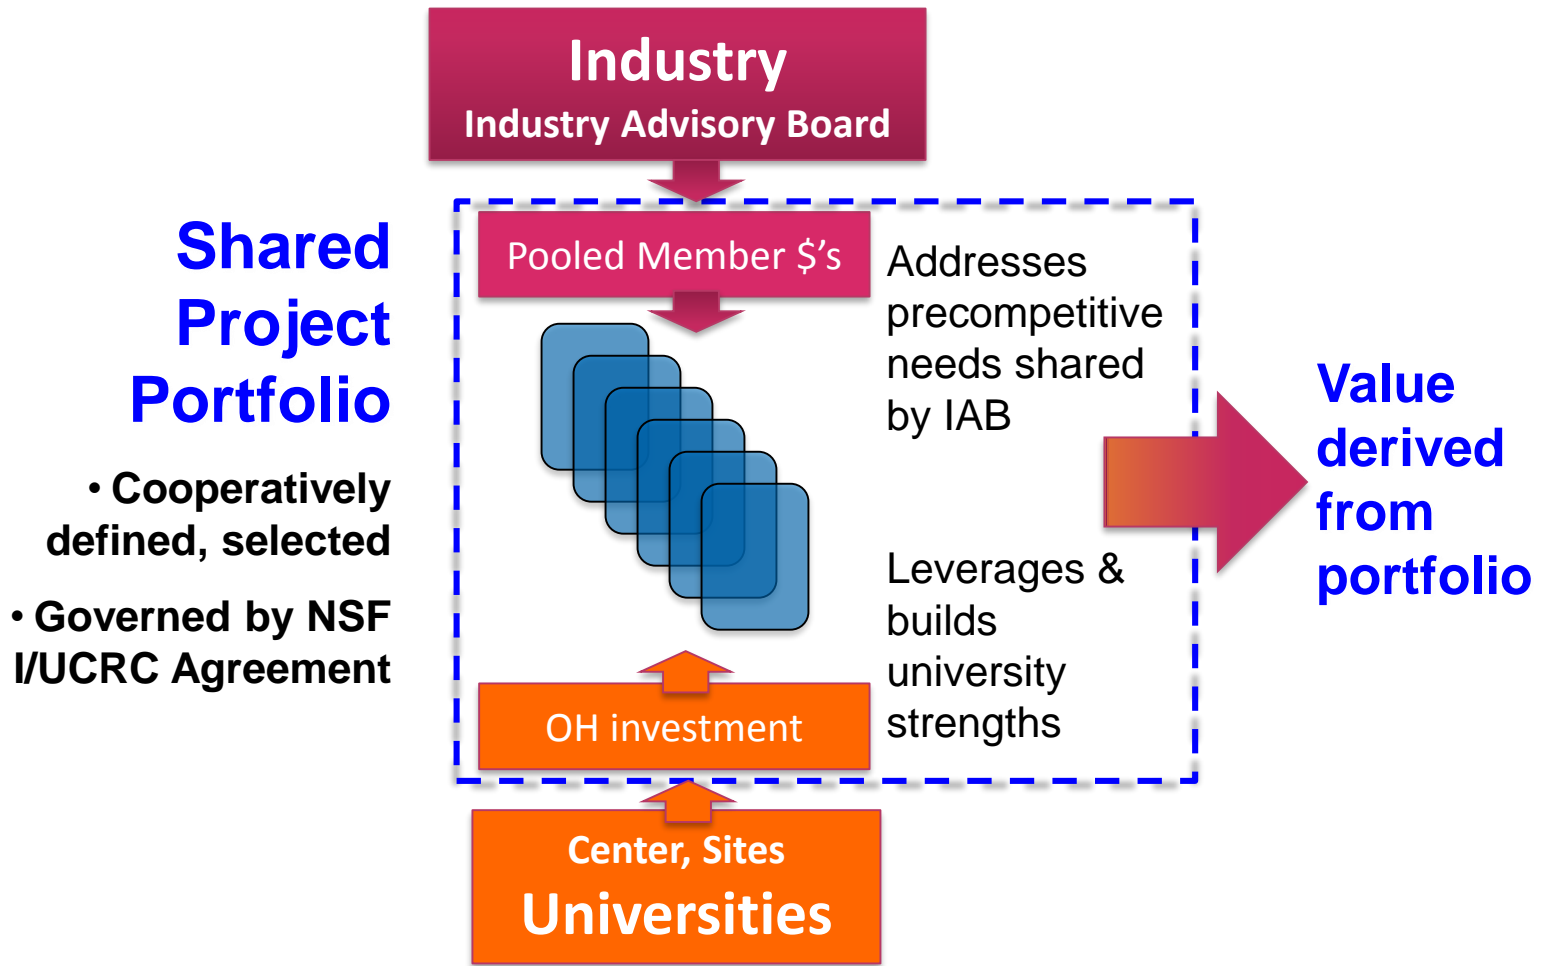 Industry
Industry Advisory Board
Shared
Project
Portfolio
• Cooperatively
defined, selected
• Governed by NSF
I/UCRC Agreement
Pooled Member $’s
Addresses
precompetitive
needs shared
by IAB
Leverages &
builds
university
strengths
OH investment
Center, Sites
Universities
Value
derived
from
portfolio